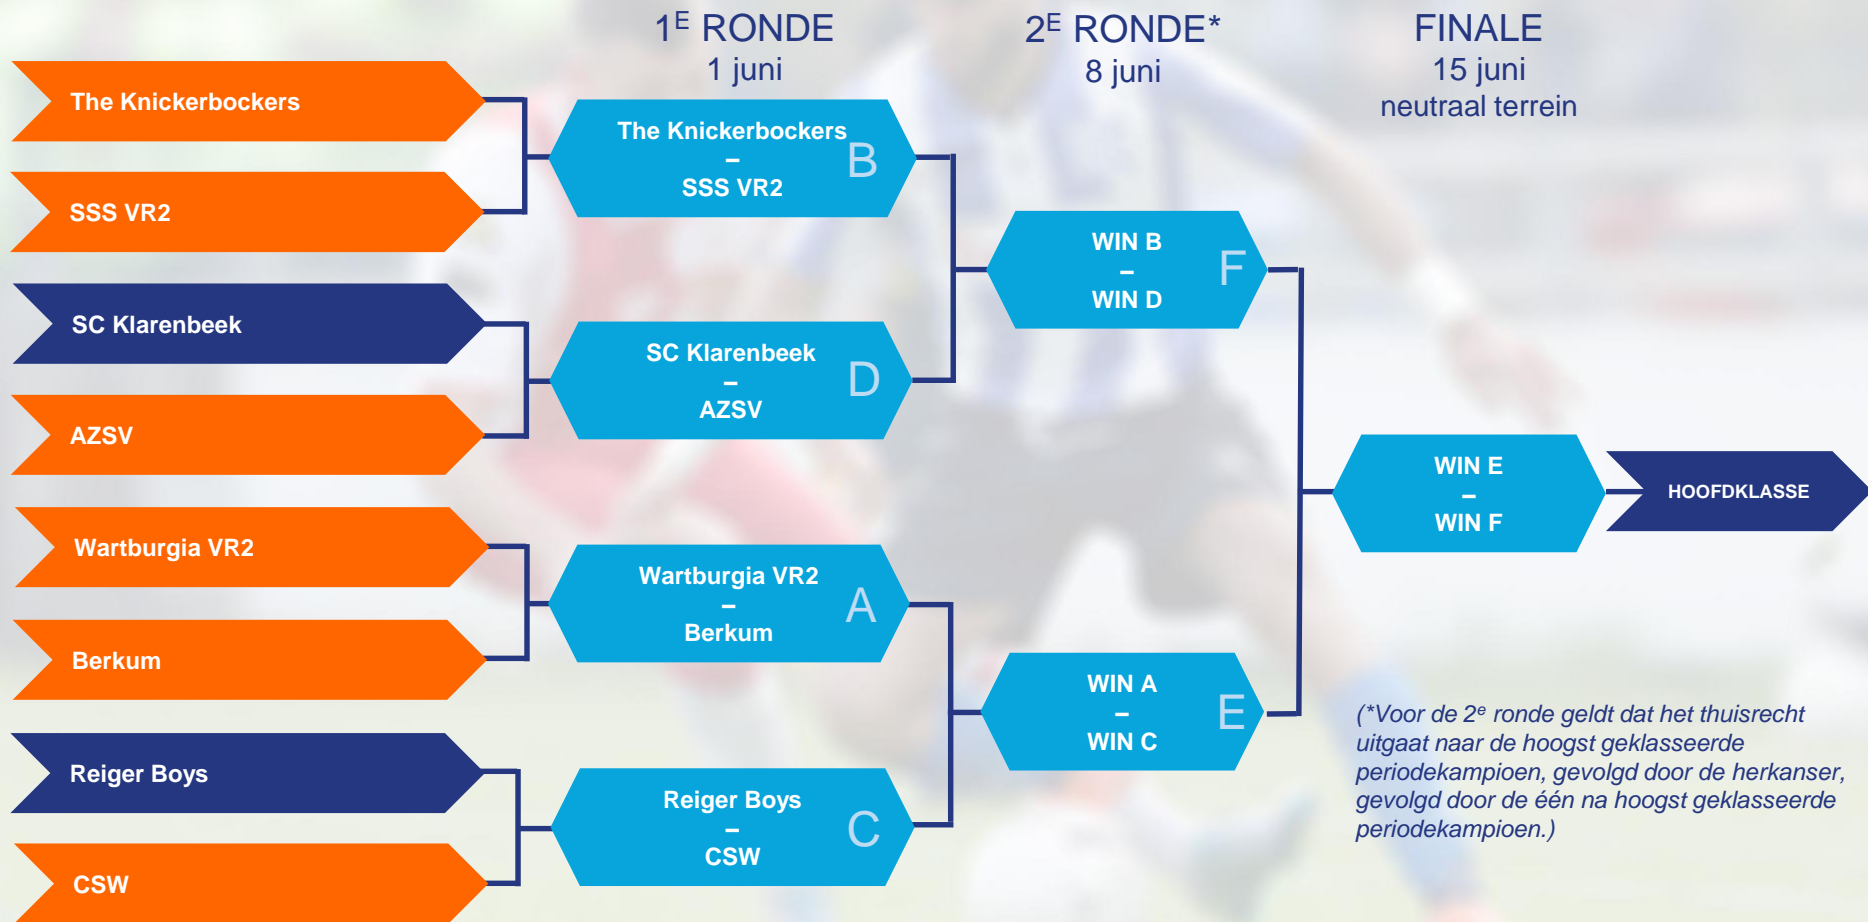 1E RONDE
1 juni
2E RONDE*
8 juni
FINALE
15 juni
neutraal terrein
The Knickerbockers
SSS VR2
SC Klarenbeek
AZSV
Wartburgia VR2
Berkum
Reiger Boys
CSW
The Knickerbockers
–
SSS VR2
B
SC Klarenbeek
–
AZSV
D
Wartburgia VR2
–
Berkum
A
Reiger Boys
–
CSW
C
WIN B
–
WIN D
F
WIN A
–
WIN C
E
WIN E
–
WIN F
HOOFDKLASSE
(*Voor de 2e ronde geldt dat het thuisrecht
uitgaat naar de hoogst geklasseerde
periodekampioen, gevolgd door de herkanser,
gevolgd door de één na hoogst geklasseerde
periodekampioen.)